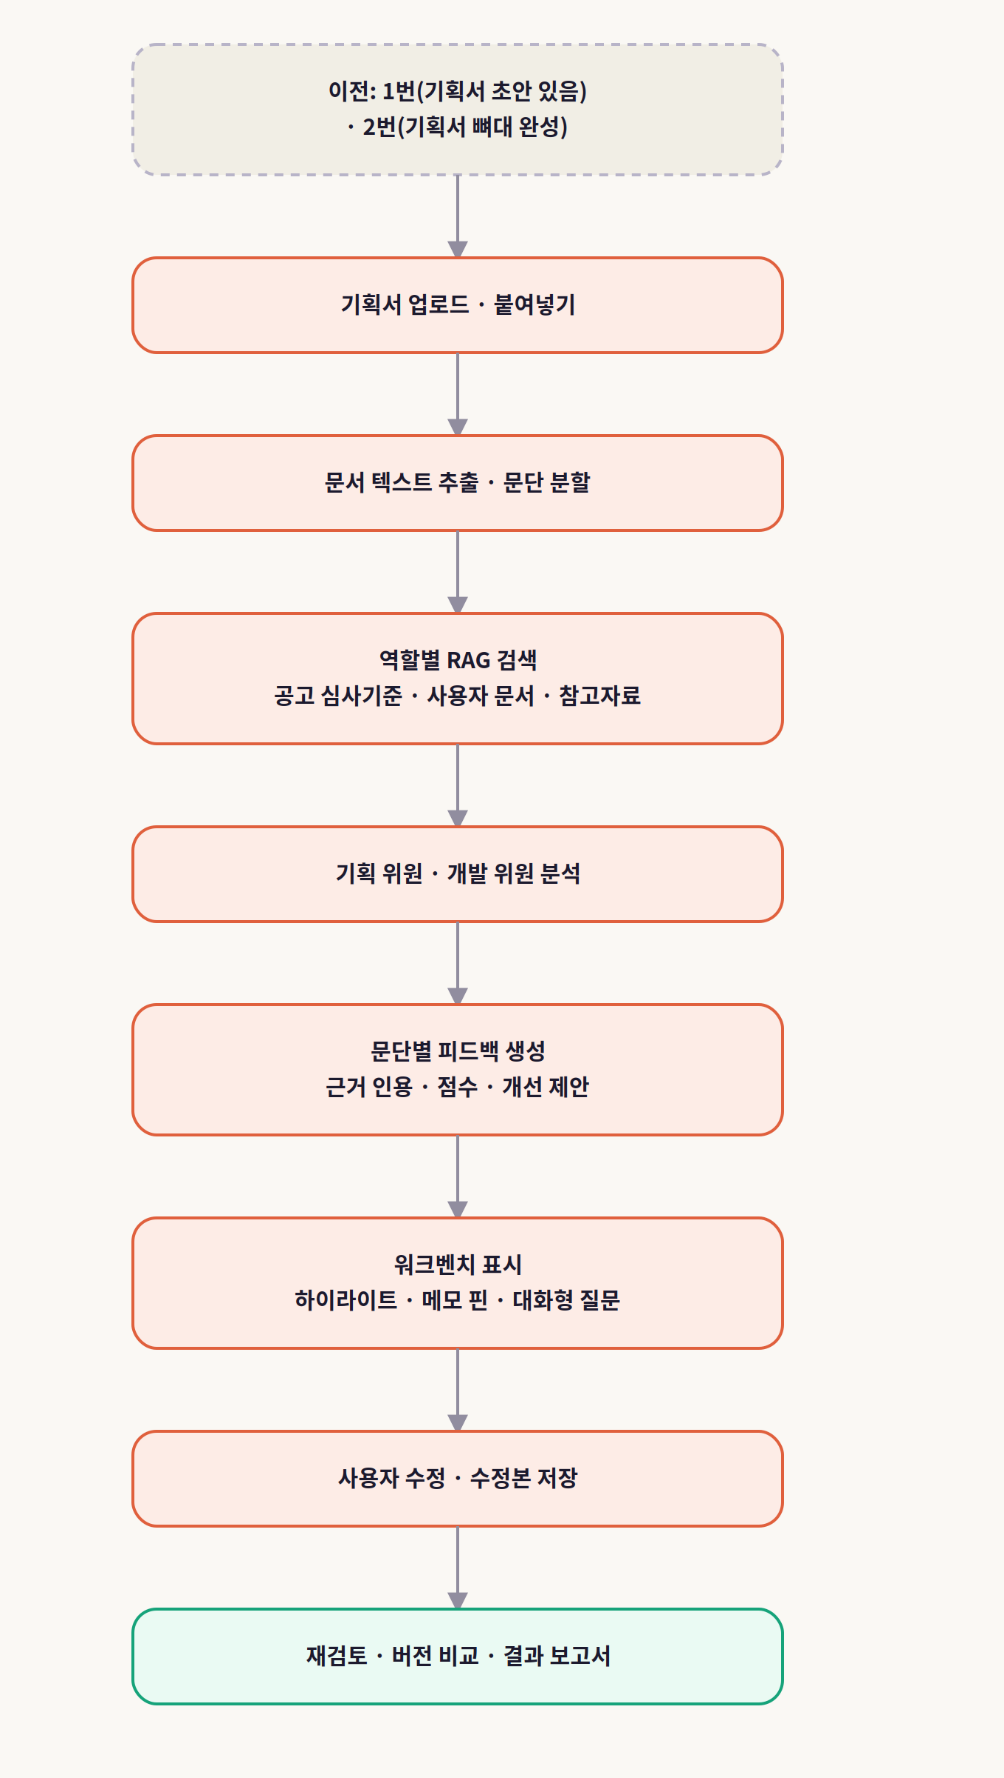 이전: 1번(기획서 초안 있음)
· 2번(기획서 뼈대 완성)
기획서 업로드 · 붙여넣기
문서 텍스트 추출 · 문단 분할
역할별 RAG 검색
공고 심사기준 · 사용자 문서 · 참고자료
기획 위원 · 개발 위원 분석
문단별 피드백 생성
근거 인용 · 점수 · 개선 제안
워크벤치 표시
하이라이트 · 메모 핀 · 대화형 질문
사용자 수정 · 수정본 저장
재검토 · 버전 비교 · 결과 보고서